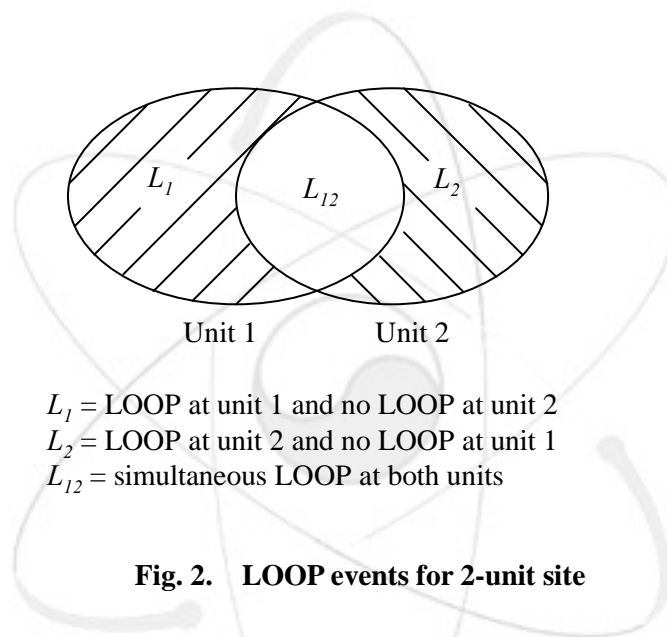 L₁
L₁₂
L₂
Unit 1 Unit 2
L₁ = LOOP at unit 1 and no LOOP at unit 2
L₂ = LOOP at unit 2 and no LOOP at unit 1
L₁₂ = simultaneous LOOP at both units
Fig. 2. LOOP events for 2-unit site